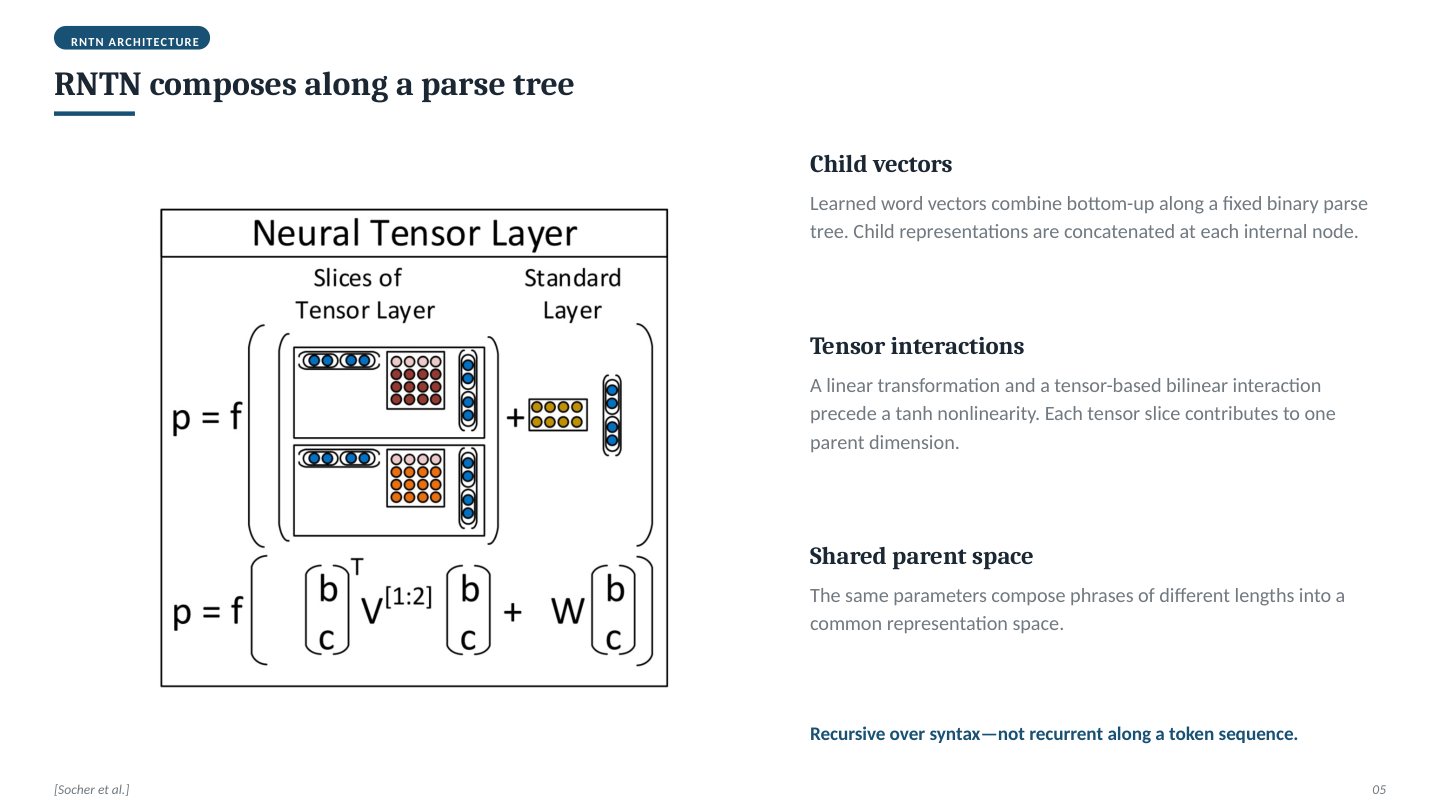 RNTN ARCHITECTURE
RNTN composes along a parse tree
Neural Tensor Layer
Slices of
Tensor Layer
Standard
Layer
p = f
+
p = f
b
c
T
V[1:2]
b
c
+
W
b
c
Child vectors
Learned word vectors combine bottom-up along a fixed binary parse
tree. Child representations are concatenated at each internal node.
Tensor interactions
A linear transformation and a tensor-based bilinear interaction
precede a tanh nonlinearity. Each tensor slice contributes to one
parent dimension.
Shared parent space
The same parameters compose phrases of different lengths into a
common representation space.
Recursive over syntax—not recurrent along a token sequence.
[Socher et al.]
05